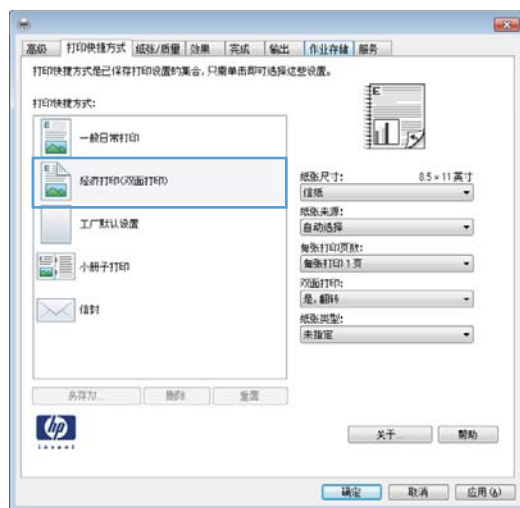 高级 打印快捷方式 纸张/质量 效果 完成 输出 作业存储 服务
打印快捷方式是已保存打印设置的集合,只需单击即可选择这些设置。
打印快捷方式:
E
一般日常打印
E
经济打印(双面打印)
工厂默认设置
小册子打印
信封
另存为... 删除 重置
E
纸张尺寸: 8.5 × 11 英寸
信纸
纸张来源:
自动选择
每张打印页数:
每张打印 1 页
双面打印:
是, 翻转
纸张类型:
未指定
hp
invent
关于... 帮助
确定 取消 应用(A)